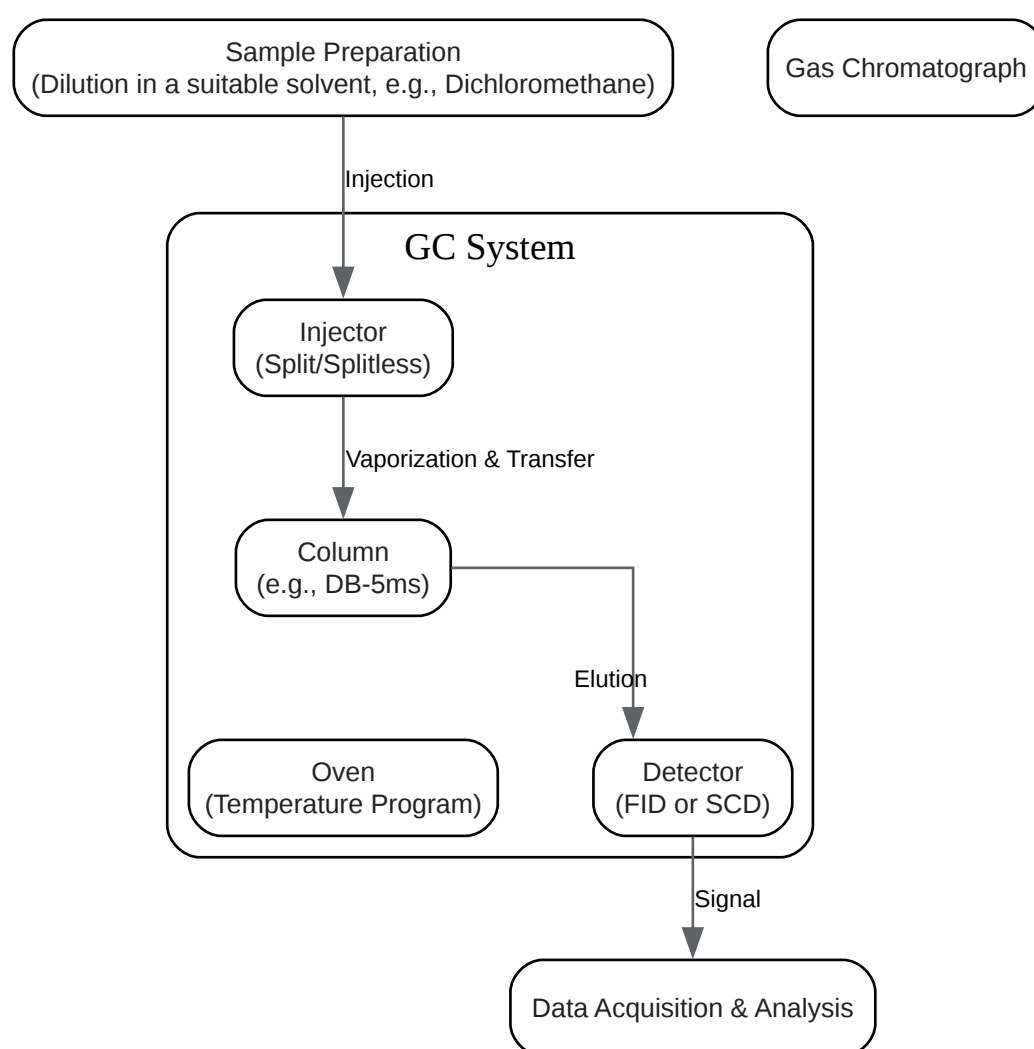 Sample Preparation
(Dilution in a suitable solvent, e.g., Dichloromethane)
Gas Chromatograph
Injection
GC System
Injector
(Split/Splitless)
Vaporization & Transfer
Column
(e.g., DB-5ms)
Elution
Oven
(Temperature Program)
Detector
(FID or SCD)
Signal
Data Acquisition & Analysis